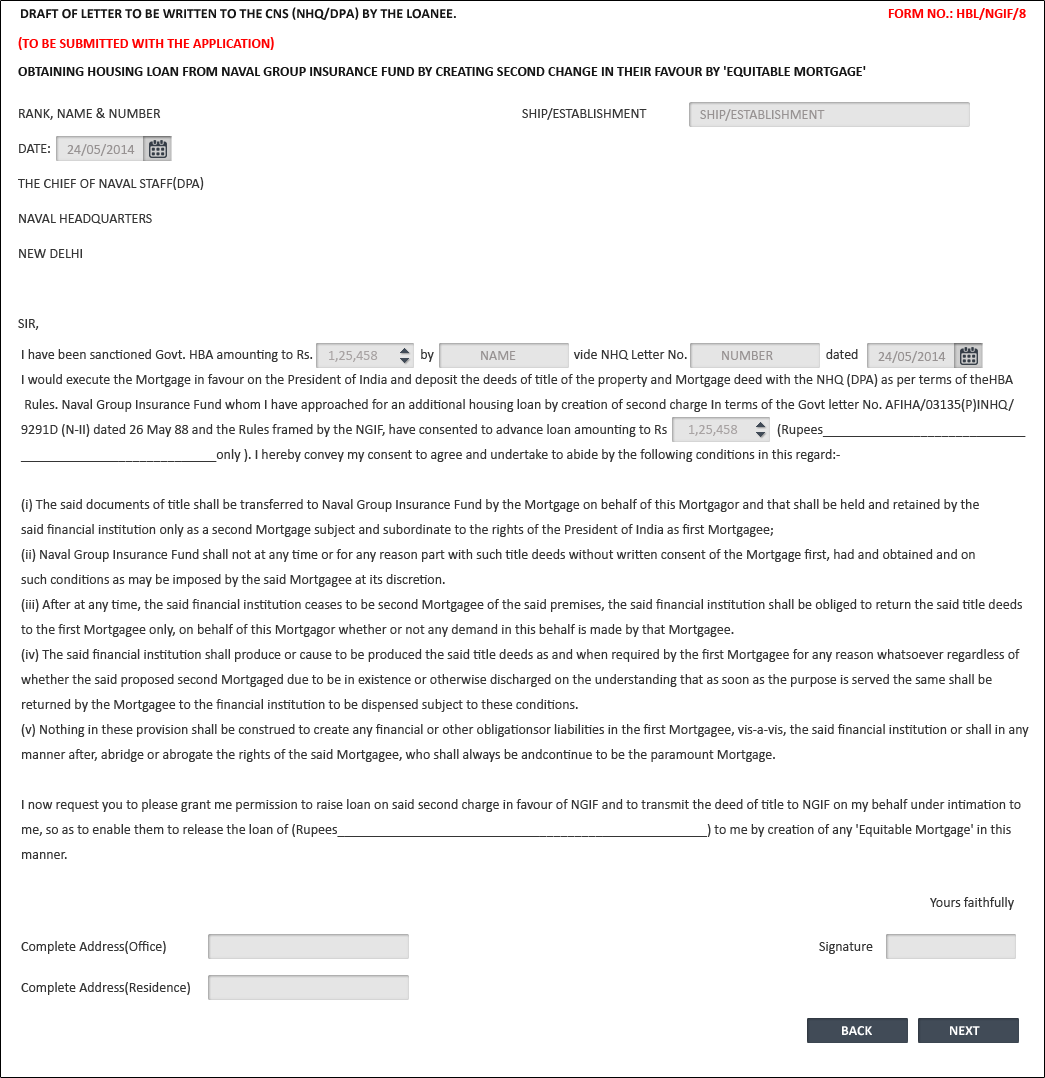 DRAFT OF LETTER TO BE WRITTEN TO THE CNS (NHQ/DPA) BY THE LOANEE. FORM NO.: HBL/NGIF/8
(TO BE SUBMITTED WITH THE APPLICATION)
OBTAINING HOUSING LOAN FROM NAVAL GROUP INSURANCE FUND BY CREATING SECOND CHANGE IN THEIR FAVOUR BY 'EQUITABLE MORTGAGE'
RANK, NAME & NUMBER SHIP/ESTABLISHMENT SHIP/ESTABLISHMENT
DATE: 24/05/2014
THE CHIEF OF NAVAL STAFF(DPA)
NAVAL HEADQUARTERS
NEW DELHI
SIR,
I have been sanctioned Govt. HBA amounting to Rs. 1,25,458 by NAME vide NHQ Letter No. NUMBER dated 24/05/2014
I would execute the Mortgage in favour on the President of India and deposit the deeds of title of the property and Mortgage deed with the NHQ (DPA) as per terms of theHBA
Rules. Naval Group Insurance Fund whom I have approached for an additional housing loan by creation of second charge In terms of the Govt letter No. AFIHA/03135(P)INHQ/
9291D (N-II) dated 26 May 88 and the Rules framed by the NGIF, have consented to advance loan amounting to Rs 1,25,458 (Rupees____________________________
___________________________only ). I hereby convey my consent to agree and undertake to abide by the following conditions in this regard:-
(i) The said documents of title shall be transferred to Naval Group Insurance Fund by the Mortgage on behalf of this Mortgagor and that shall be held and retained by the
said financial institution only as a second Mortgage subject and subordinate to the rights of the President of India as first Mortgagee;
(ii) Naval Group Insurance Fund shall not at any time or for any reason part with such title deeds without written consent of the Mortgage first, had and obtained and on
such conditions as may be imposed by the said Mortgagee at its discretion.
(iii) After at any time, the said financial institution ceases to be second Mortgagee of the said premises, the said financial institution shall be obliged to return the said title deeds
to the first Mortgagee only, on behalf of this Mortgagor whether or not any demand in this behalf is made by that Mortgagee.
(iv) The said financial institution shall produce or cause to be produced the said title deeds as and when required by the first Mortgagee for any reason whatsoever regardless of
whether the said proposed second Mortgaged due to be in existence or otherwise discharged on the understanding that as soon as the purpose is served the same shall be
returned by the Mortgagee to the financial institution to be dispensed subject to these conditions.
(v) Nothing in these provision shall be construed to create any financial or other obligationsor liabilities in the first Mortgagee, vis-a-vis, the said financial institution or shall in any
manner after, abridge or abrogate the rights of the said Mortgagee, who shall always be andcontinue to be the paramount Mortgage.
I now request you to please grant me permission to raise loan on said second charge in favour of NGIF and to transmit the deed of title to NGIF on my behalf under intimation to
me, so as to enable them to release the loan of (Rupees___________________________________________________) to me by creation of any 'Equitable Mortgage' in this
manner.
Yours faithfully
Complete Address(Office) Signature
Complete Address(Residence)
BACK NEXT